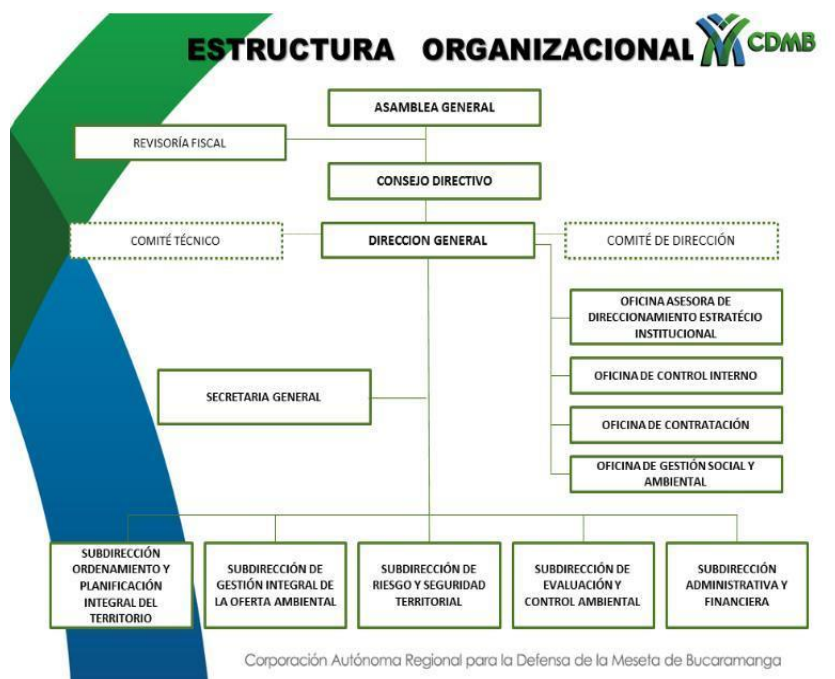 ESTRUCTURA ORGANIZACIONAL
CDMB
ASAMBLEA GENERAL
REVISORÍA FISCAL
CONSEJO DIRECTIVO
COMITÉ TÉCNICO
DIRECCION GENERAL
COMITÉ DE DIRECCIÓN
OFICINA ASESORA DE
DIRECCIONAMIENTO ESTRATÉCIO
INSTITUCIONAL
OFICINA DE CONTROL INTERNO
SECRETARIA GENERAL
OFICINA DE CONTRATACIÓN
OFICINA DE GESTIÓN SOCIAL Y
AMBIENTAL
SUBDIRECCIÓN
ORDENAMIENTO Y
PLANIFICACIÓN
INTEGRAL DEL
TERRITORIO
SUBDIRECCIÓN DE
GESTIÓN INTEGRAL DE
LA OFERTA AMBIENTAL
SUBDIRECCIÓN DE
RIESGO Y SEGURIDAD
TERRITORIAL
SUBDIRECCIÓN DE
EVALUACIÓN Y
CONTROL AMBIENTAL
SUBDIRECCIÓN
ADMINISTRATIVA Y
FINANCIERA
Corporación Autónoma Regional para la Defensa de la Meseta de Bucaramanga